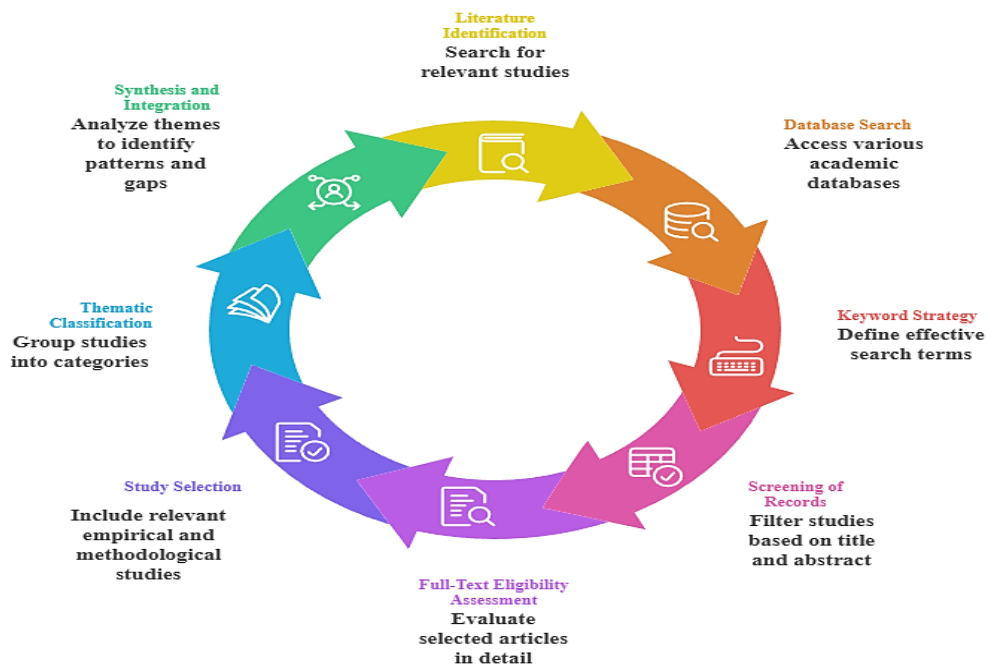 Literature
Identification
Search for
relevant studies
Database Search
Access various
academic
databases
Keyword Strategy
Define effective
search terms
Screening of
Records
Filter studies
based on title
and abstract
Full-Text Eligibility
Assessment
Evaluate
selected articles
in detail
Study Selection
Include relevant
empirical and
methodological
studies
Thematic
Classification
Group studies
into categories
Synthesis and
Integration
Analyze themes
to identify
patterns and
gaps